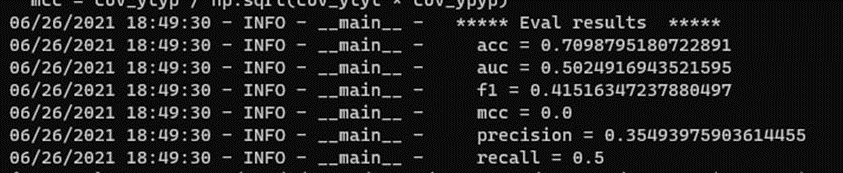 mcc = cov_ytyp / np.sqrt(cov_ytyt * cov_ypyp)
06/26/2021 18:49:30 - INFO - __main__ -   ***** Eval results  *****
06/26/2021 18:49:30 - INFO - __main__ -     acc = 0.7098795180722891
06/26/2021 18:49:30 - INFO - __main__ -     auc = 0.5024916943521595
06/26/2021 18:49:30 - INFO - __main__ -     f1 = 0.41516347237880497
06/26/2021 18:49:30 - INFO - __main__ -     mcc = 0.0
06/26/2021 18:49:30 - INFO - __main__ -     precision = 0.35493975903614455
06/26/2021 18:49:30 - INFO - __main__ -     recall = 0.5